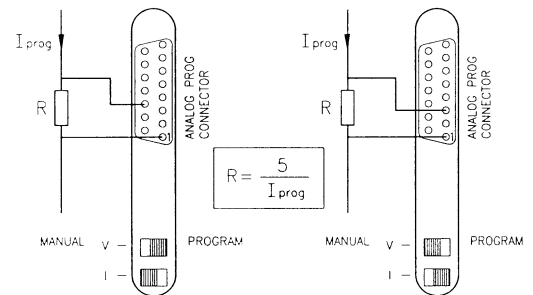 I prog
R
1
ANALOG PROG
CONNECTOR
MANUAL V – PROGRAM
I –
R = 5 / I prog
I prog
R
1
ANALOG PROG
CONNECTOR
MANUAL V – PROGRAM
I –